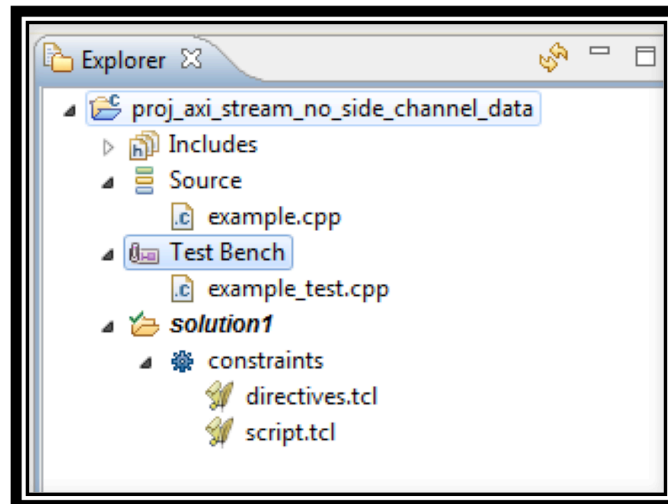 Explorer
proj_axi_stream_no_side_channel_data
Includes
Source
example.cpp
Test Bench
example_test.cpp
solution1
constraints
directives.tcl
script.tcl